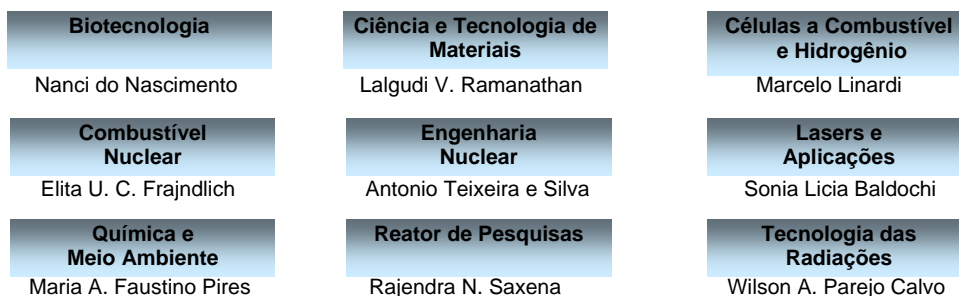 Biotecnologia
Nanci do Nascimento
Ciência e Tecnologia de
Materiais
Lalgudi V. Ramanathan
Células a Combustível
e Hidrogênio
Marcelo Linardi
Combustível
Nuclear
Elita U. C. Frajndlich
Engenharia
Nuclear
Antonio Teixeira e Silva
Lasers e
Aplicações
Sonia Licia Baldochi
Química e
Meio Ambiente
Maria A. Faustino Pires
Reator de Pesquisas
Rajendra N. Saxena
Tecnologia das
Radiações
Wilson A. Parejo Calvo